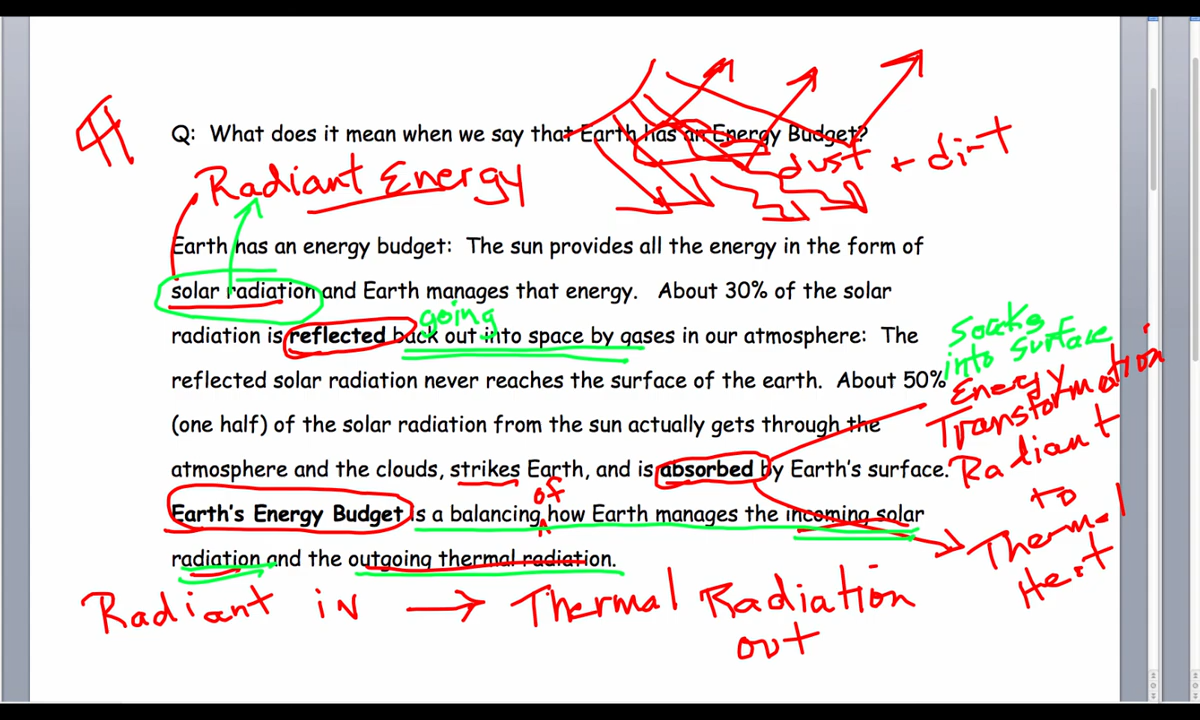 Q: What does it mean when we say that Earth has an Energy Budget?
dust + dirt
Radiant Energy
Earth has an energy budget: The sun provides all the energy in the form of
solar radiation and Earth manages that energy. About 30% of the solar
going
radiation is reflected back out into space by gases in our atmosphere: The
Soaks
into Surface
reflected solar radiation never reaches the surface of the earth. About 50%
Energy
Transformation
(one half) of the solar radiation from the sun actually gets through the
atmosphere and the clouds, strikes Earth, and is absorbed by Earth's surface.
Radiant
to
Thermal
Heat
of
Earth's Energy Budget is a balancing how Earth manages the incoming solar
radiation and the outgoing thermal radiation.
Radiant in → Thermal Radiation
out